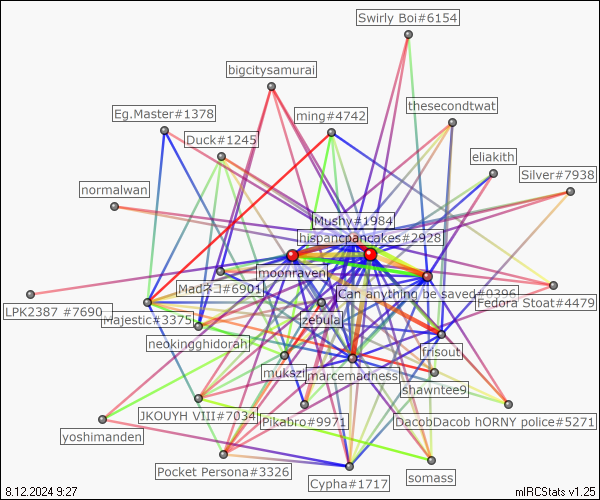 Swirly Boi#6154
bigcitysamurai
thesecondtwat
Eg.Master#1378
ming#4742
Duck#1245
eliakith
Silver#7938
normalwan
Mushy#1984
hispancpancakes#2928
moonraven
Madネコ#6901
Can anything be saved#0396
Fedora Stoat#4479
LPK2387 #7690
Majestic#3375
zebula
neokingghidorah
frisout
mukszi
marcemadness
shawntee9
JKOUYH VIII#7034
Pikabro#9971
DacobDacob hORNY police#5271
yoshimanden
Pocket Persona#3326
Cypha#1717
somass
8.12.2024 9:27
mIRCStats v1.25